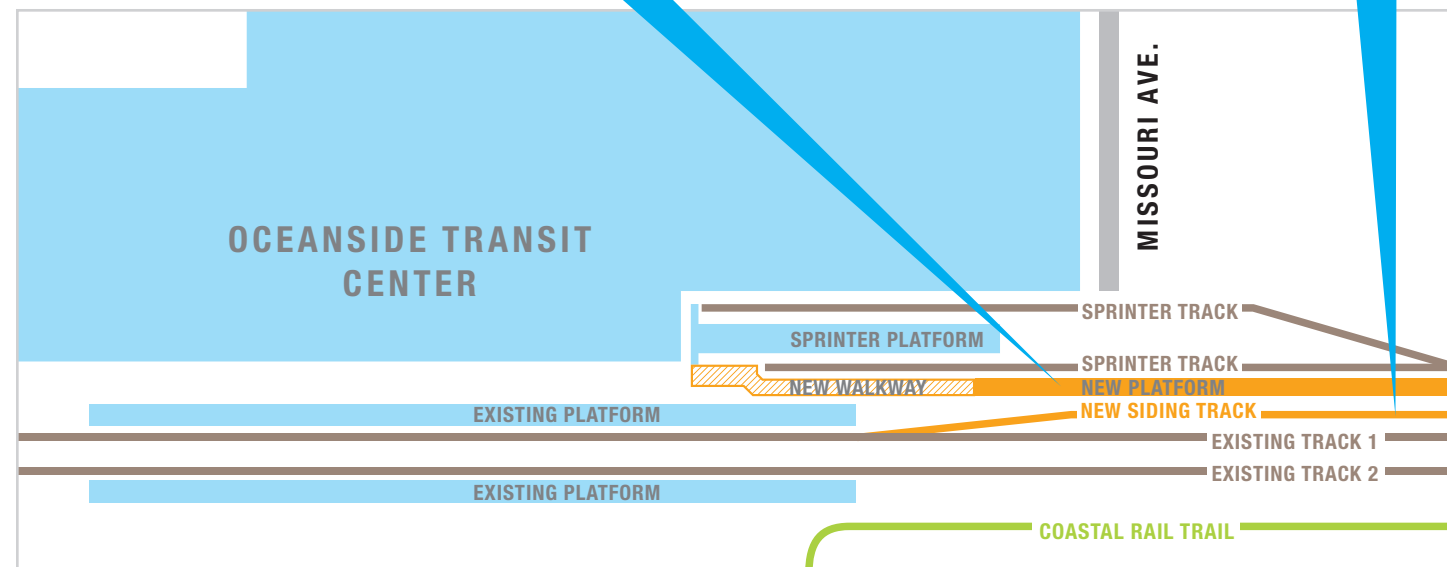 MISSOURI AVE.
OCEANSIDE TRANSIT
CENTER
SPRINTER TRACK
SPRINTER PLATFORM
SPRINTER TRACK
NEW WALKWAY
NEW PLATFORM
EXISTING PLATFORM
NEW SIDING TRACK
EXISTING TRACK 1
EXISTING TRACK 2
EXISTING PLATFORM
COASTAL RAIL TRAIL